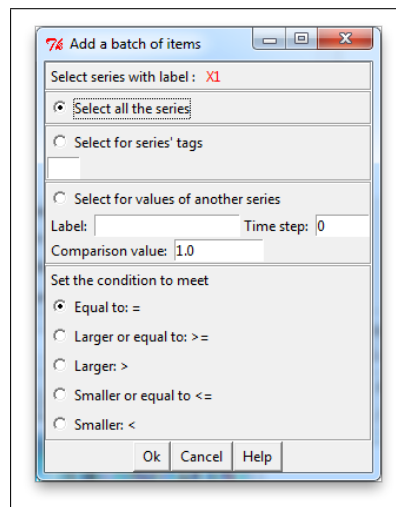 Add a batch of items
Select series with label : X1
Select all the series
Select for series' tags
Select for values of another series
Label: Time step: 0
Comparison value: 1.0
Set the condition to meet
Equal to: =
Larger or equal to: >=
Larger: >
Smaller or equal to <=
Smaller: <
Ok Cancel Help